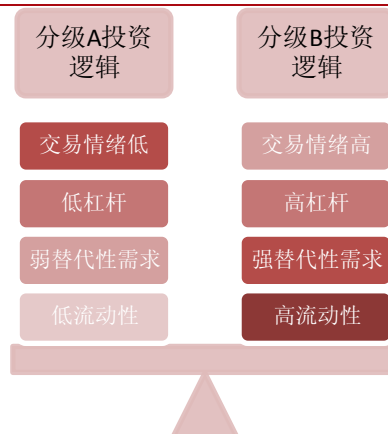 分级A投资
逻辑
分级B投资
逻辑
交易情绪低
交易情绪高
低杠杆
高杠杆
弱替代性需求
强替代性需求
低流动性
高流动性